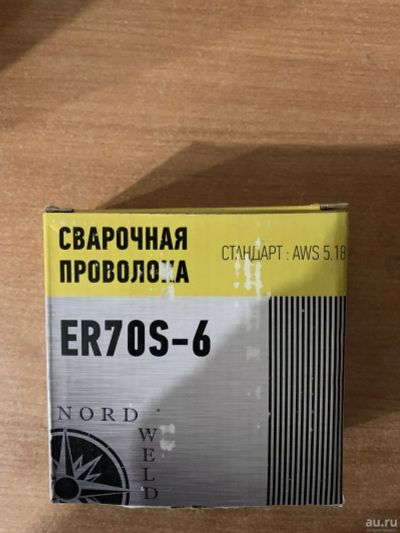 СВАРОЧНАЯ
ПРОВОЛОКА
СТАНДАРТ : AWS 5.18
ER70S-6
NORD
WELD
au.ru